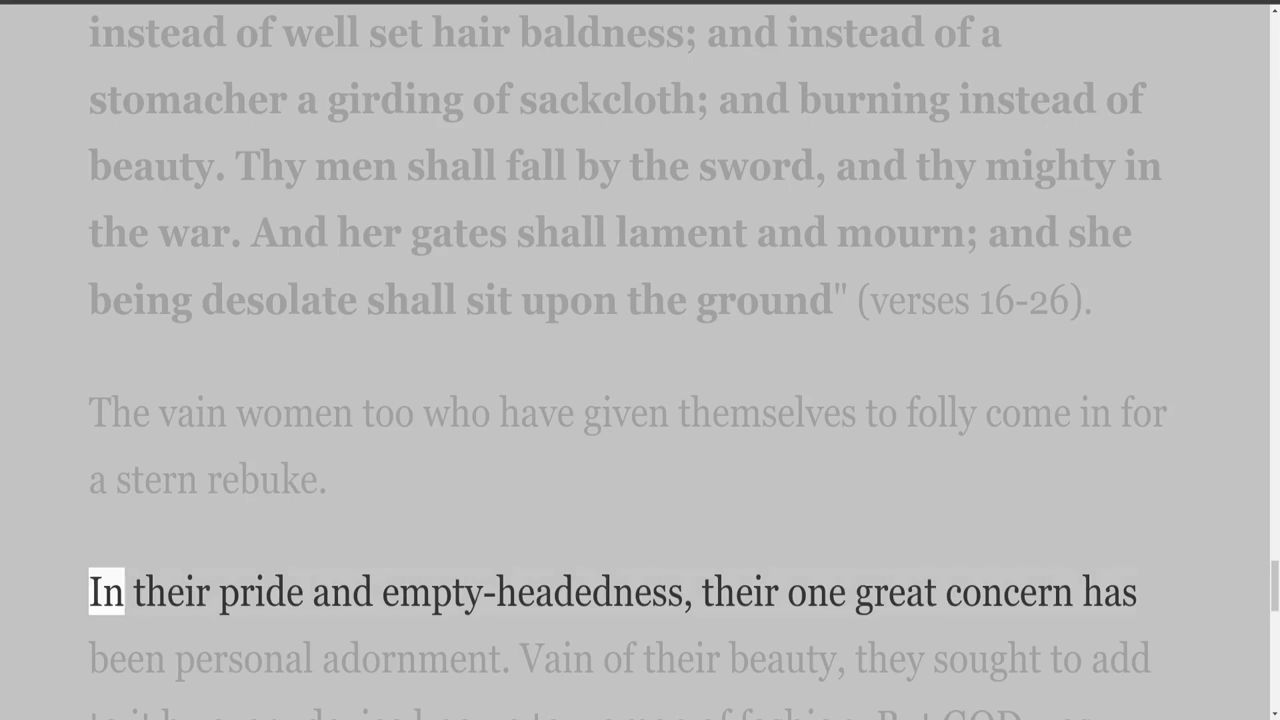 instead of well set hair baldness; and instead of a
stomacher a girding of sackcloth; and burning instead of
beauty. Thy men shall fall by the sword, and thy mighty in
the war. And her gates shall lament and mourn; and she
being desolate shall sit upon the ground" (verses 16-26).
The vain women too who have given themselves to folly come in for
a stern rebuke.
In their pride and empty-headedness, their one great concern has
been personal adornment. Vain of their beauty, they sought to add